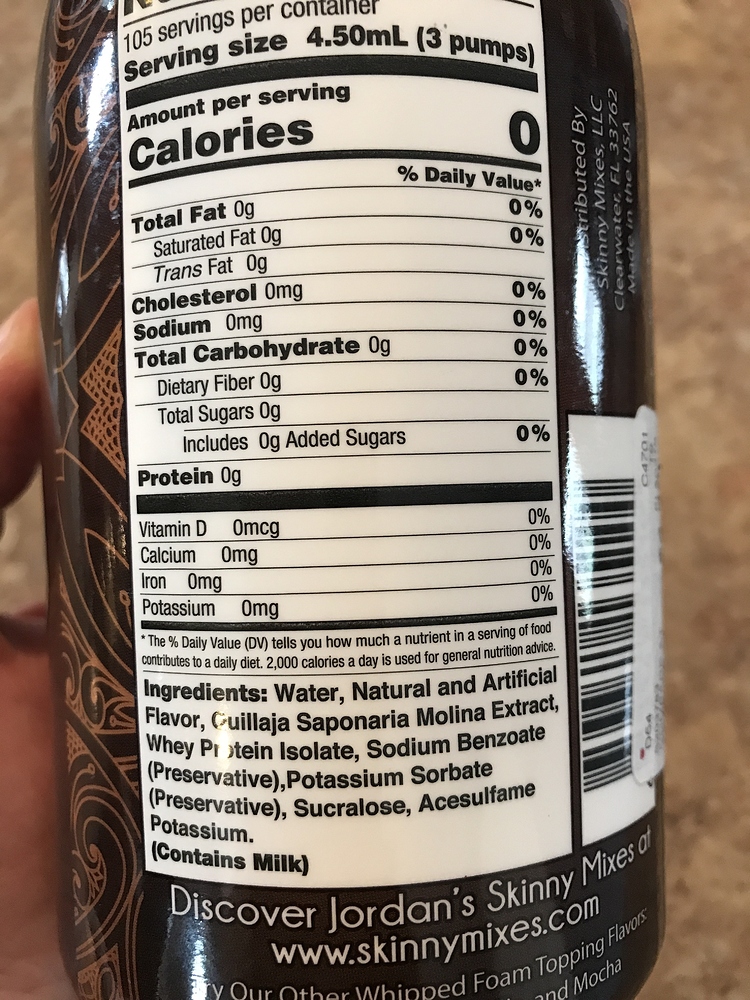 105 servings per container
Serving size 4.50mL (3 pumps)
Amount per serving
Calories 0
% Daily Value*
Total Fat 0g 0%
Saturated Fat 0g 0%
Trans Fat 0g
Cholesterol 0mg 0%
Sodium 0mg 0%
Total Carbohydrate 0g 0%
Dietary Fiber 0g 0%
Total Sugars 0g
Includes 0g Added Sugars 0%
Protein 0g
Vitamin D 0mcg 0%
Calcium 0mg 0%
Iron 0mg 0%
Potassium 0mg 0%
* The % Daily Value (DV) tells you how much a nutrient in a serving of food
contributes to a daily diet. 2,000 calories a day is used for general nutrition advice.
Ingredients: Water, Natural and Artificial
Flavor, Quillaja Saponaria Molina Extract,
Whey Protein Isolate, Sodium Benzoate
(Preservative),Potassium Sorbate
(Preservative), Sucralose, Acesulfame
Potassium.
(Contains Milk)
Discover Jordan's Skinny Mixes at
www.skinnymixes.com
Our Other Whipped Foam Topping Flavors:
and Mocha
By
Skinny Mixes, LLC
Clearwater, FL 33762
Made in the USA
C4701